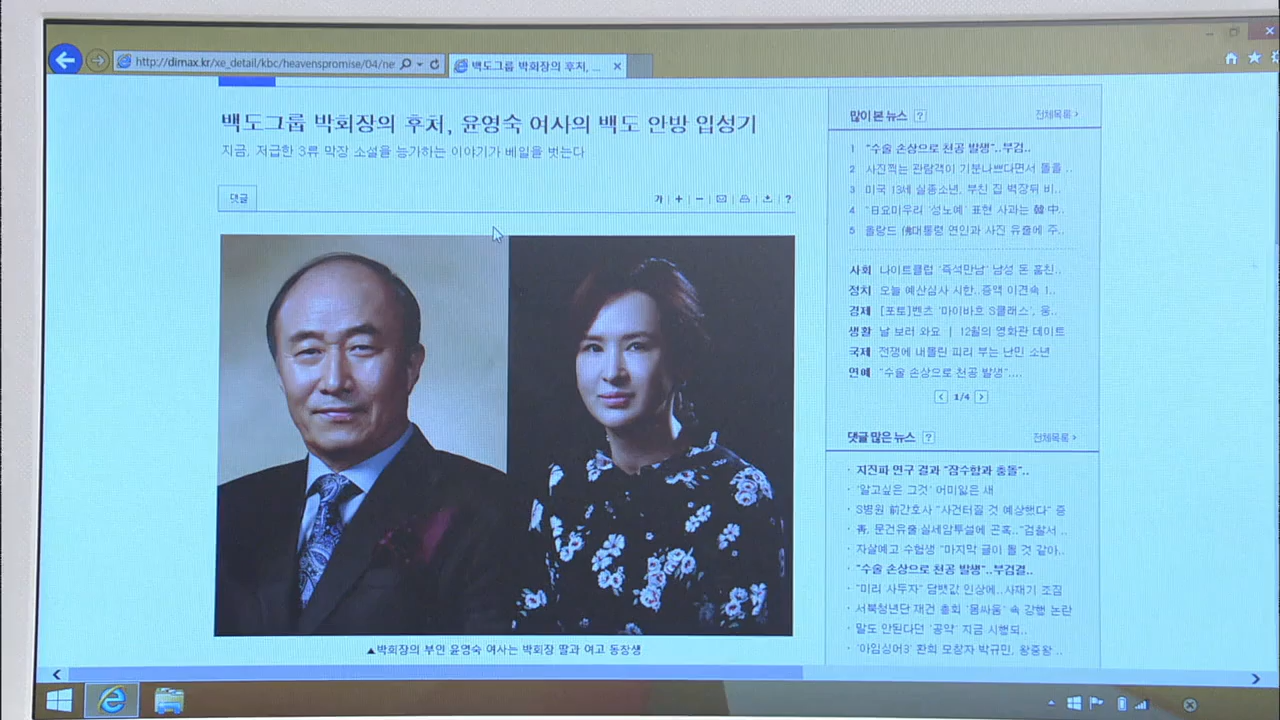 http://dimax.kr/xe_detail/kbc/heavenspromise/04/ne
백도그룹 박회장의 후처, ...
백도그룹 박회장의 후처, 윤영숙 여사의 백도 안방 입성기
지금, 저급한 3류 막장 소설을 능가하는 이야기가 베일을 벗는다
댓글
가 | + | - | | | | ?
▲박회장의 부인 윤영숙 여사는 박회장 딸과 여고 동창생
많이 본 뉴스 ?
전체목록 >
1 "수술 손상으로 천공 발생"..부검..
2 사진찍는 관람객이 기분나쁘다면서 돌을 ..
3 미국 13세 실종소년, 부친 집 벽장뒤 비..
4 "日요미우리 '성노예' 표현 사과는 韓 中..
5 올랑드 佛대통령 연인과 사진 유출에 주..
사회 나이트클럽 '즉석만남' 남성 돈 훔친..
정치 오늘 예산심사 시한..증액 이견속 1..
경제 [포토]벤츠 '마이바흐 S클래스', 웅..
생활 날 보러 와요 | 12월의 영화관 데이트
국제 전쟁에 내몰린 피리 부는 난민 소년
연예 "수술 손상으로 천공 발생"....
< 1/4 >
댓글 많은 뉴스 ?
전체목록 >
· 지진파 연구 결과 "잠수함과 충돌"..
· '알고싶은 그것' 어미잃은 새
· S병원 前간호사 "사건터질 것 예상했다" 증
· 靑, 문건유출·실세암투설에 곤혹.."검찰서 ..
· 자살예고 수험생 "마지막 글이 될 것 같아..
· "수술 손상으로 천공 발생"..부검결..
· "미리 사두자" 담뱃값 인상에..사재기 조짐
· 서북청년단 재건 총회 '몸싸움' 속 강행 논란
· 말도 안된다던 '공약' 지금 시행되..